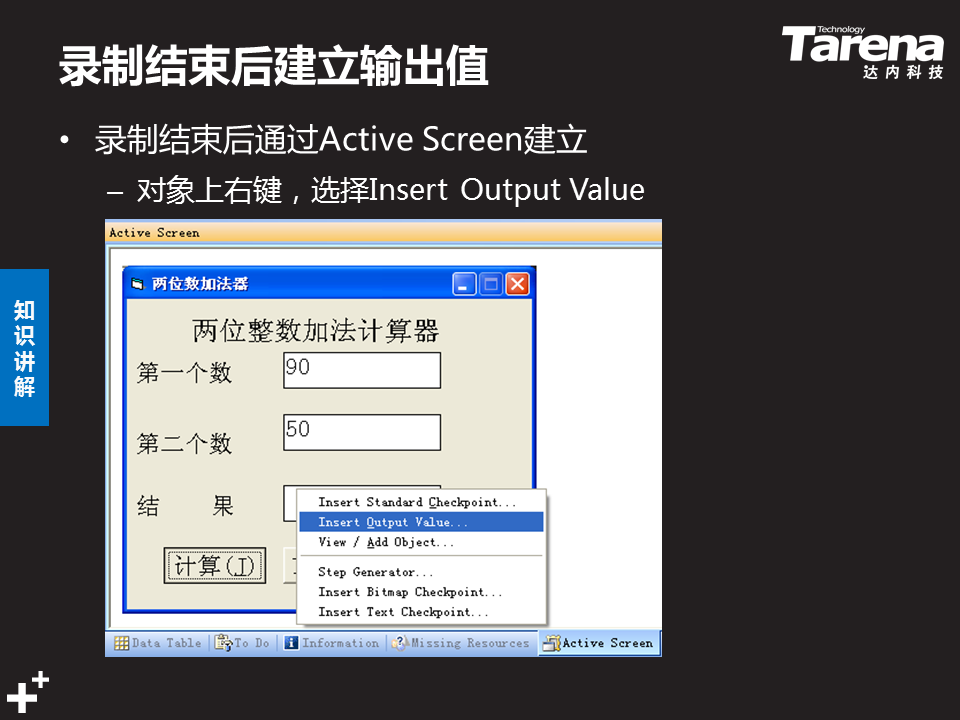 录制结束后建立输出值
Technology
Tarena
达内科技
• 录制结束后通过Active Screen建立
– 对象上右键，选择Insert Output Value
知识讲解
Active Screen
两位数加法器
两位整数加法计算器
第一个数 90
第二个数 50
结 果
计算(J)
Insert Standard Checkpoint...
Insert Output Value...
View / Add Object...
Step Generator...
Insert Bitmap Checkpoint...
Insert Text Checkpoint...
Data Table To Do Information Missing Resources Active Screen